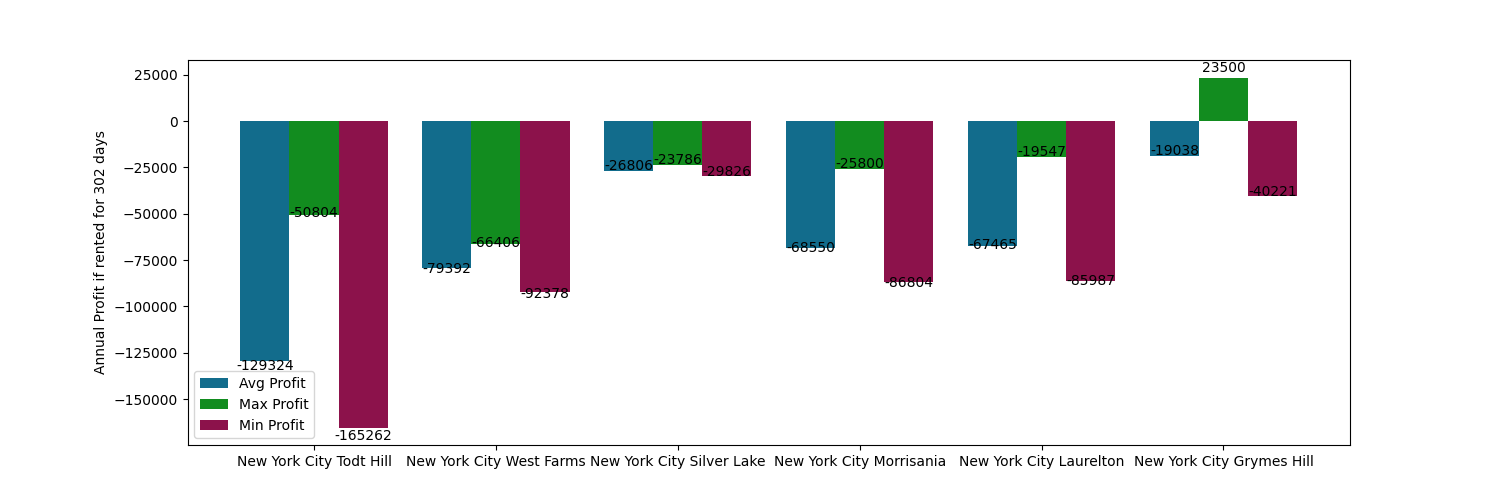 23500
25000
0
-19038
-19547
-23786
-25800
-26806
-29826
−25000
-40221
-50804
−50000
-66406
-67465
-68550
−75000
-79392
-85987
-86804
-92378
−100000
−125000
-129324
−150000
-165262
Annual Profit if rented for 302 days
Avg Profit
Max Profit
Min Profit
New York City Todt Hill
New York City West Farms
New York City Silver Lake
New York City Morrisania
New York City Laurelton
New York City Grymes Hill